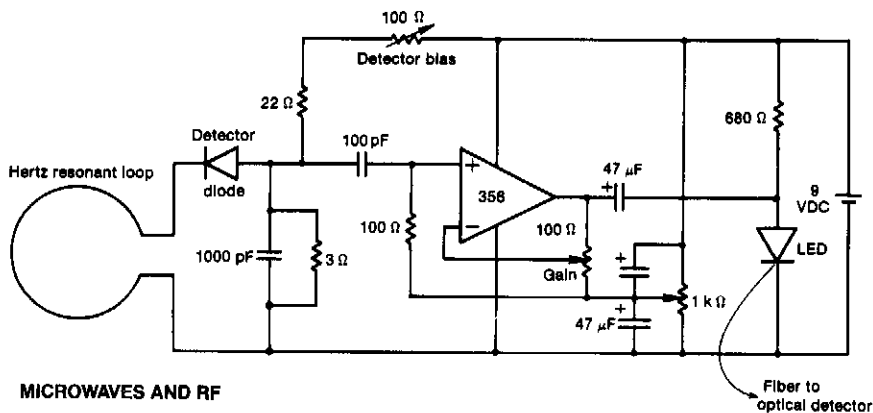 100 Ω
Detector bias
22 Ω
680 Ω
Detector
diode
100 pF
Hertz resonant loop
+
356
−
47 μF
+
9
VDC
LED
100 Ω
100 Ω
Gain
1000 pF
3 Ω
+
1 kΩ
+
47 μF
MICROWAVES AND RF
Fiber to
optical detector